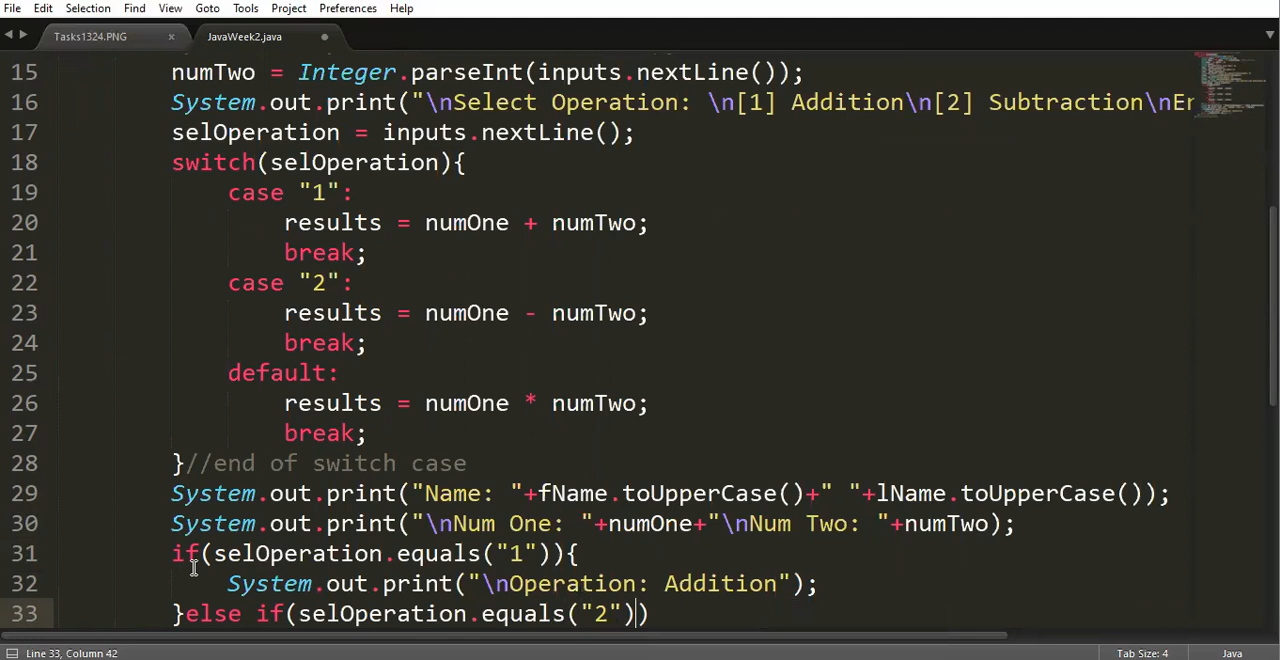 File Edit Selection Find View Goto Tools Project Preferences Help
Tasks1324.PNG × JavaWeek2.java
15 numTwo = Integer.parseInt(inputs.nextLine());
16 System.out.print("\nSelect Operation: \n[1] Addition\n[2] Subtraction\nEn
17 selOperation = inputs.nextLine();
18 switch(selOperation){
19 case "1":
20 results = numOne + numTwo;
21 break;
22 case "2":
23 results = numOne - numTwo;
24 break;
25 default:
26 results = numOne * numTwo;
27 break;
28 }//end of switch case
29 System.out.print("Name: "+fName.toUpperCase()+" "+lName.toUpperCase());
30 System.out.print("\nNum One: "+numOne+"\nNum Two: "+numTwo);
31 if(selOperation.equals("1")){
32 System.out.print("\nOperation: Addition");
33 }else if(selOperation.equals("2"))
Line 33, Column 42 Tab Size: 4 Java